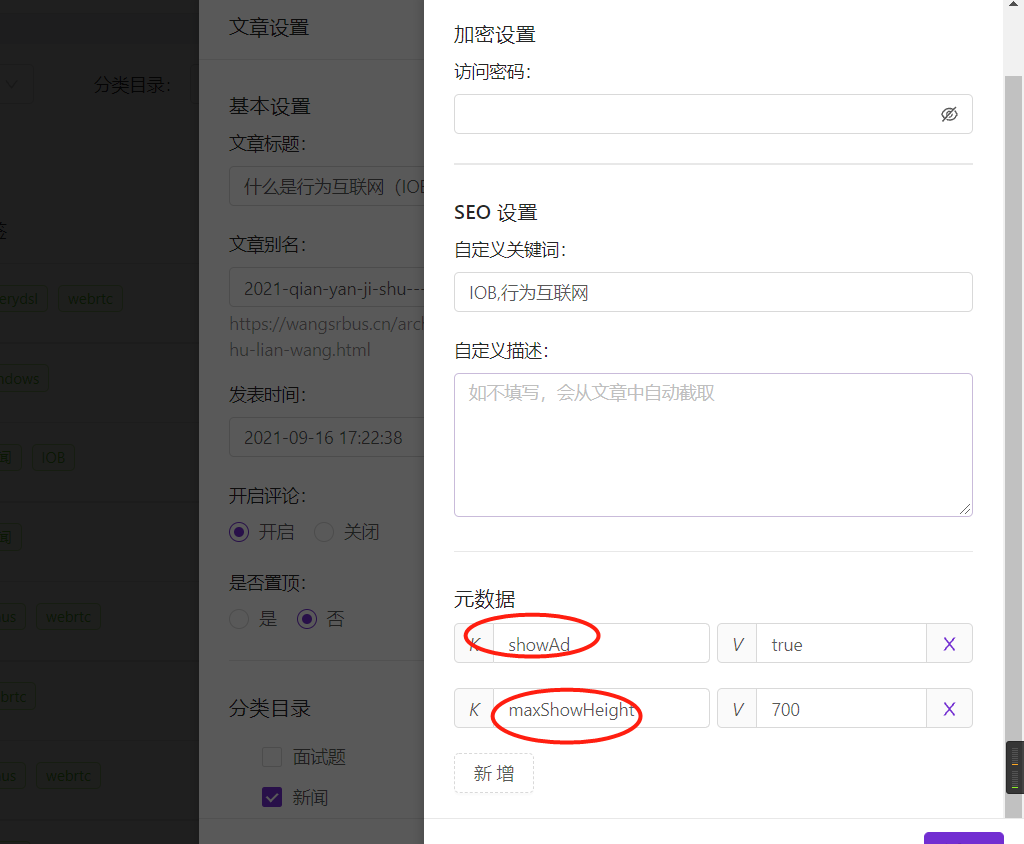 文章设置
分类目录：
基本设置
文章标题：
什么是行为互联网（IOB
文章别名：
2021-qian-yan-ji-shu---
https://wangsrbus.cn/arch
hu-lian-wang.html
发表时间：
2021-09-16 17:22:38
开启评论：
开启 关闭
是否置顶：
是 否
分类目录
面试题
新闻
erydsl webrtc
ndows
闻 IOB
闻
bus webrtc
brtc
bus webrtc
加密设置
访问密码：
SEO 设置
自定义关键词：
IOB,行为互联网
自定义描述：
如不填写，会从文章中自动截取
元数据
K showAd V true X
K maxShowHeight V 700 X
新 增